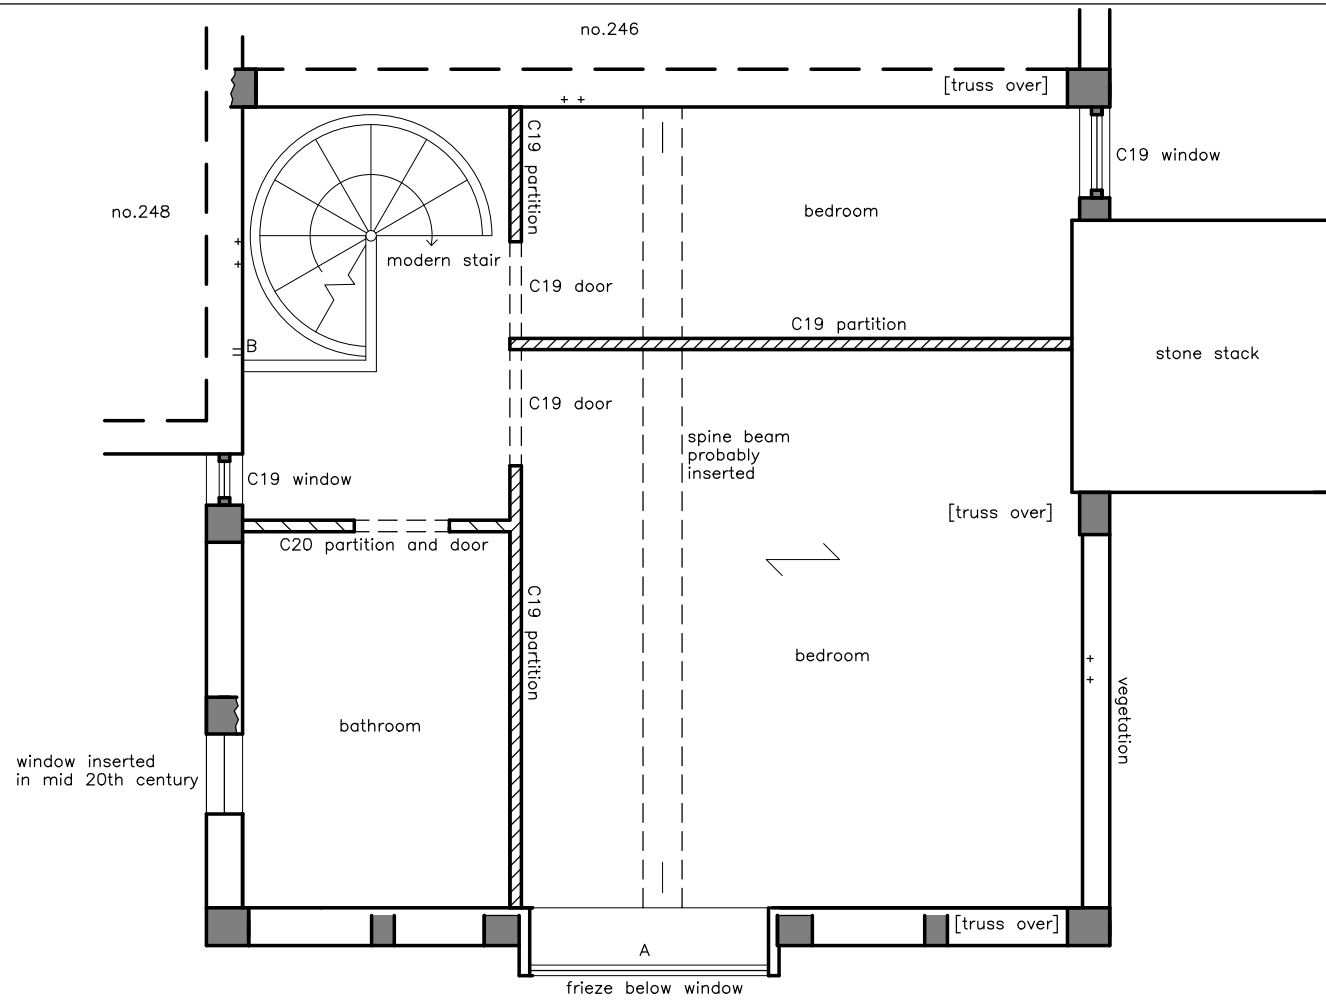 no.246
[truss over]
C19 partition
C19 window
no.248
bedroom
modern stair
C19 door
C19 partition
B
stone stack
C19 door
spine beam
probably
inserted
C19 window
[truss over]
C20 partition and door
C19 partition
bedroom
vegetation
bathroom
window inserted
in mid 20th century
[truss over]
A
frieze below window